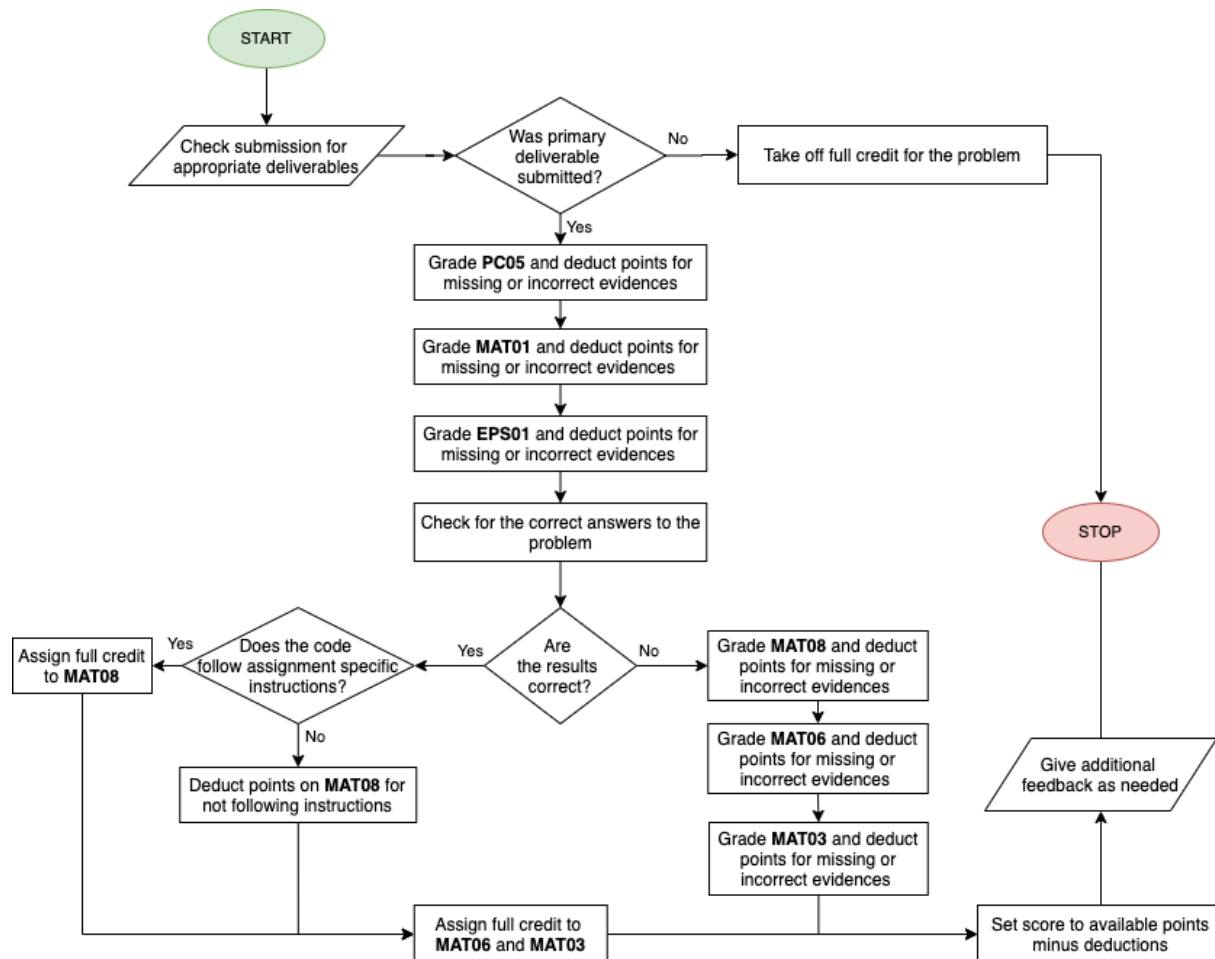 START
Check submission for
appropriate deliverables
Was primary
deliverable
submitted?
No
Take off full credit for the problem
Yes
Grade PC05 and deduct points for
missing or incorrect evidences
Grade MAT01 and deduct points for
missing or incorrect evidences
Grade EPS01 and deduct points for
missing or incorrect evidences
Check for the correct answers to the
problem
STOP
Are
the results
correct?
Yes
Does the code
follow assignment specific
instructions?
Yes
Assign full credit
to MAT08
No
Deduct points on MAT08 for
not following instructions
Assign full credit to
MAT06 and MAT03
No
Grade MAT08 and deduct
points for missing or
incorrect evidences
Grade MAT06 and deduct
points for missing or
incorrect evidences
Grade MAT03 and deduct
points for missing or
incorrect evidences
Set score to available points
minus deductions
Give additional
feedback as needed